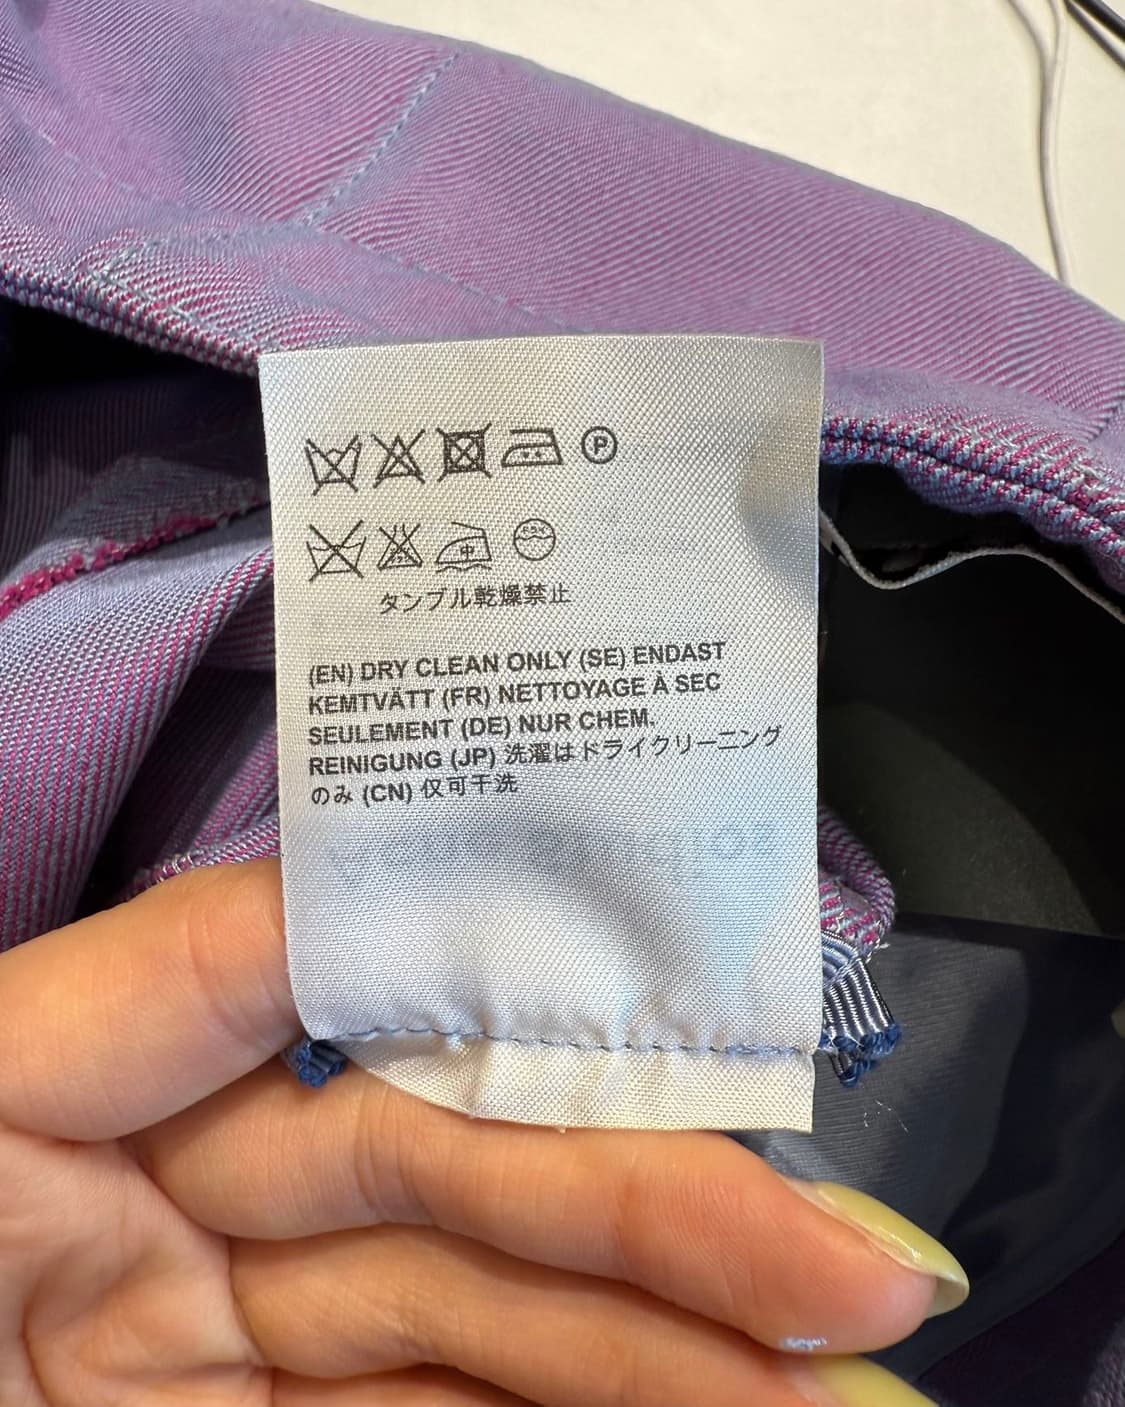 P
中
タンブル乾燥禁止
(EN) DRY CLEAN ONLY (SE) ENDAST
KEMTVÄTT (FR) NETTOYAGE À SEC
SEULEMENT (DE) NUR CHEM.
REINIGUNG (JP) 洗濯はドライクリーニング
のみ (CN) 仅可干洗